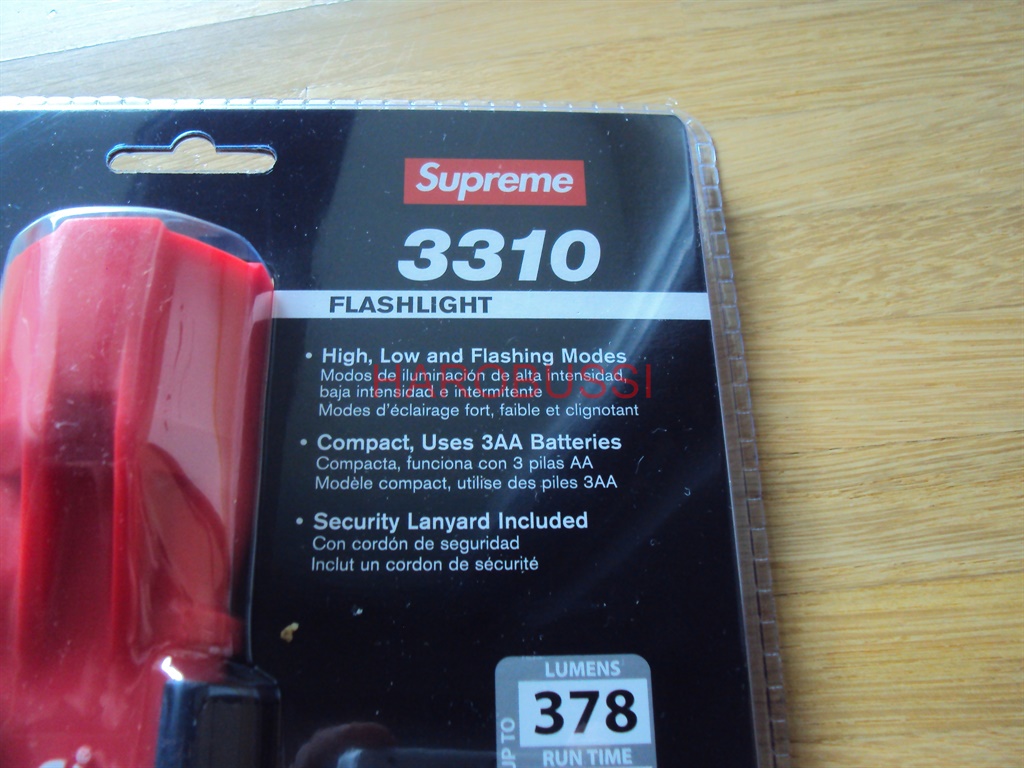 Supreme
3310
FLASHLIGHT
• High, Low and Flashing Modes
Modos de iluminación de alta intensidad,
baja intensidad e intermitente
Modes d'éclairage fort, faible et clignotant
• Compact, Uses 3AA Batteries
Compacta, funciona con 3 pilas AA
Modèle compact, utilise des piles 3AA
• Security Lanyard Included
Con cordón de seguridad
Inclut un cordon de sécurité
HAROBUSSI
LUMENS
UP TO
378
RUN TIME